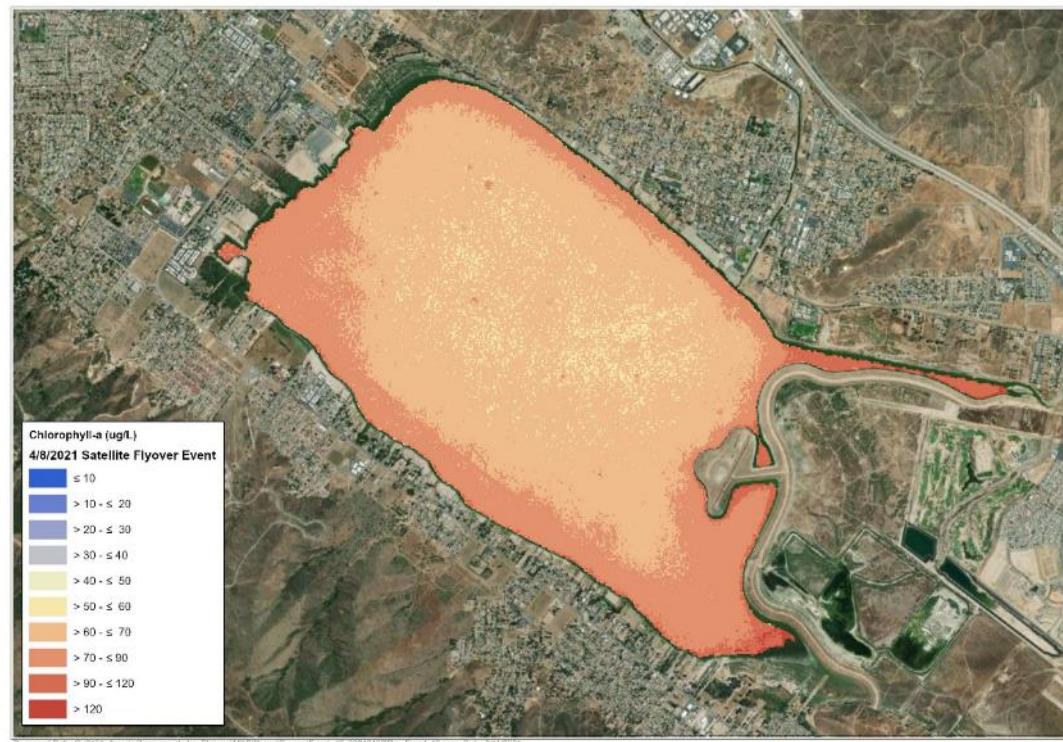 Chlorophyll-a (ug/L)
4/8/2021 Satellite Flyover Event
≤ 10
> 10 - ≤ 20
> 20 - ≤ 30
> 30 - ≤ 40
> 40 - ≤ 50
> 50 - ≤ 60
> 60 - ≤ 70
> 70 - ≤ 90
> 90 - ≤ 120
> 120